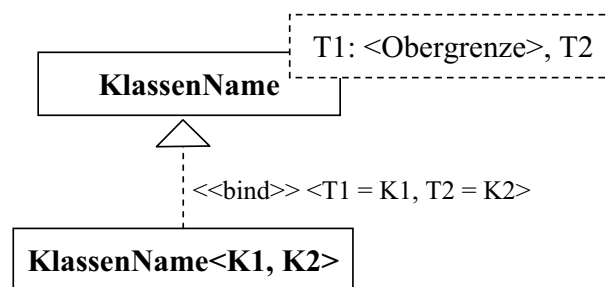 T1: <Obergrenze>, T2
KlassenName
<<bind>> <T1 = K1, T2 = K2>
KlassenName<K1, K2>